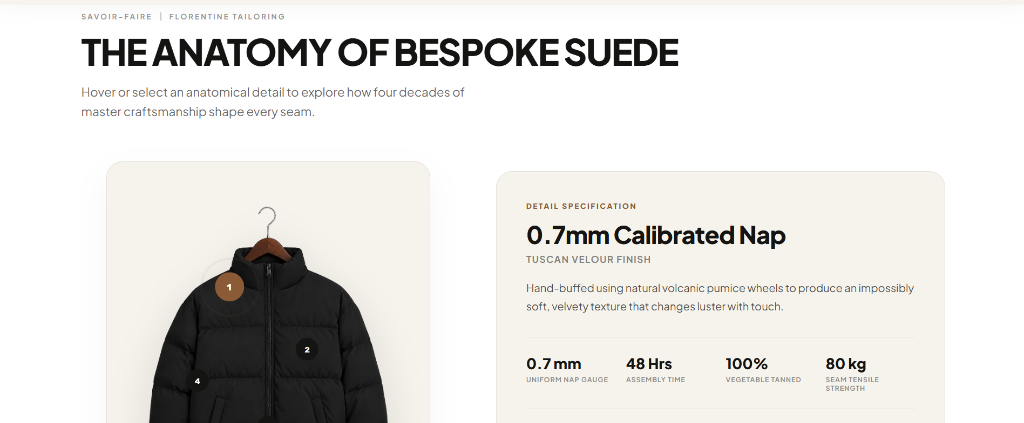 SAVOIR-FAIRE | FLORENTINE TAILORING
THE ANATOMY OF BESPOKE SUEDE
Hover or select an anatomical detail to explore how four decades of
master craftsmanship shape every seam.
1
2
4
DETAIL SPECIFICATION
0.7mm Calibrated Nap
TUSCAN VELOUR FINISH
Hand-buffed using natural volcanic pumice wheels to produce an impossibly
soft, velvety texture that changes luster with touch.
0.7 mm
UNIFORM NAP GAUGE
48 Hrs
ASSEMBLY TIME
100%
VEGETABLE TANNED
80 kg
SEAM TENSILE
STRENGTH